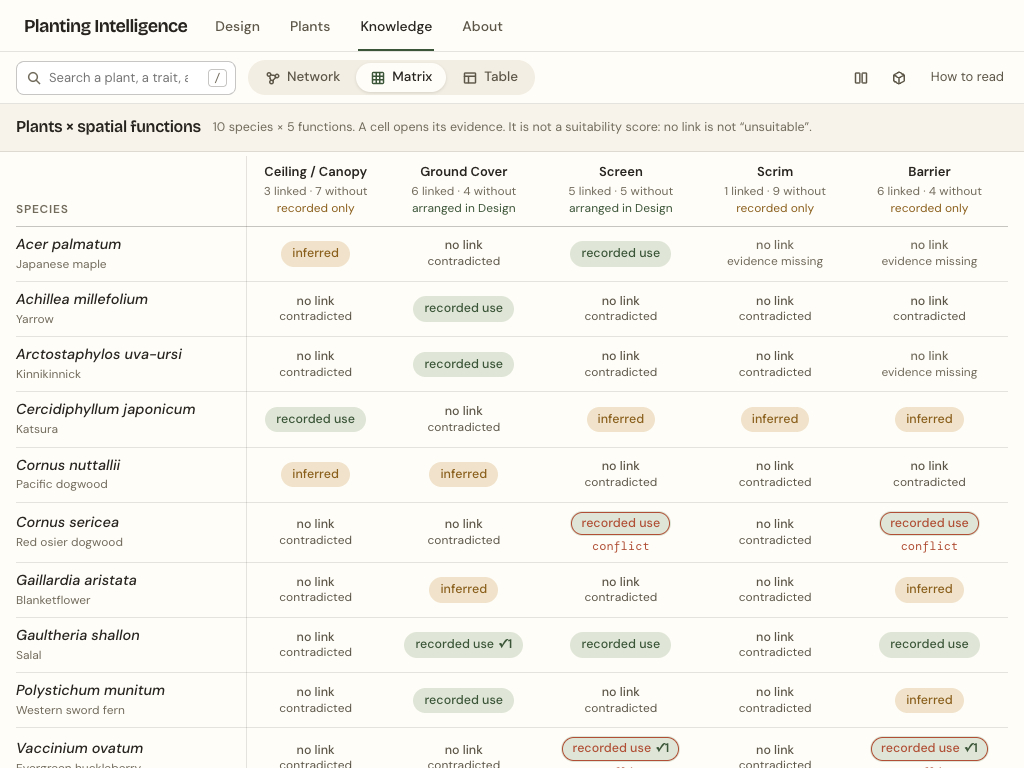 Planting Intelligence Design Plants Knowledge About
Search a plant, a trait, a / Network Matrix Table How to read
Plants × spatial functions 10 species × 5 functions. A cell opens its evidence. It is not a suitability score: no link is not “unsuitable”.
SPECIES
Ceiling / Canopy Ground Cover Screen Scrim Barrier
3 linked · 7 without 6 linked · 4 without 5 linked · 5 without 1 linked · 9 without 6 linked · 4 without
recorded only arranged in Design arranged in Design recorded only recorded only
Acer palmatum inferred no link recorded use no link no link
Japanese maple contradicted evidence missing evidence missing
Achillea millefolium no link recorded use no link no link no link
Yarrow contradicted contradicted contradicted contradicted
Arctostaphylos uva-ursi no link recorded use no link no link no link
Kinnikinnick contradicted contradicted contradicted evidence missing
Cercidiphyllum japonicum recorded use no link inferred inferred inferred
Katsura contradicted
Cornus nuttallii inferred inferred no link no link no link
Pacific dogwood contradicted contradicted contradicted
Cornus sericea no link no link recorded use no link recorded use
Red osier dogwood contradicted contradicted conflict contradicted conflict
Gaillardia aristata no link inferred no link no link inferred
Blanketflower contradicted contradicted contradicted
Gaultheria shallon no link recorded use ✓1 recorded use no link recorded use
Salal contradicted contradicted
Polystichum munitum no link recorded use no link no link inferred
Western sword fern contradicted contradicted contradicted
Vaccinium ovatum no link no link recorded use ✓1 no link recorded use ✓1
Evergreen huckleberry contradicted contradicted contradicted